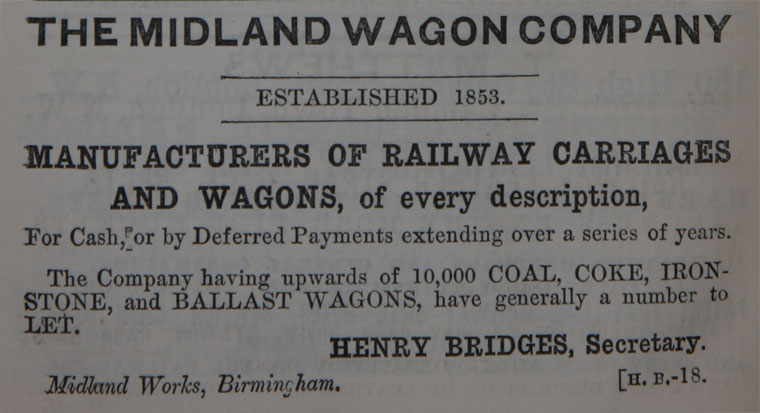 THE MIDLAND WAGON COMPANY
ESTABLISHED 1853.
MANUFACTURERS OF RAILWAY CARRIAGES
AND WAGONS, of every description,
For Cash, or by Deferred Payments extending over a series of years.
The Company having upwards of 10,000 COAL, COKE, IRON-
STONE, and BALLAST WAGONS, have generally a number to
LET.
HENRY BRIDGES, Secretary.
Midland Works, Birmingham. [H. B.-18.